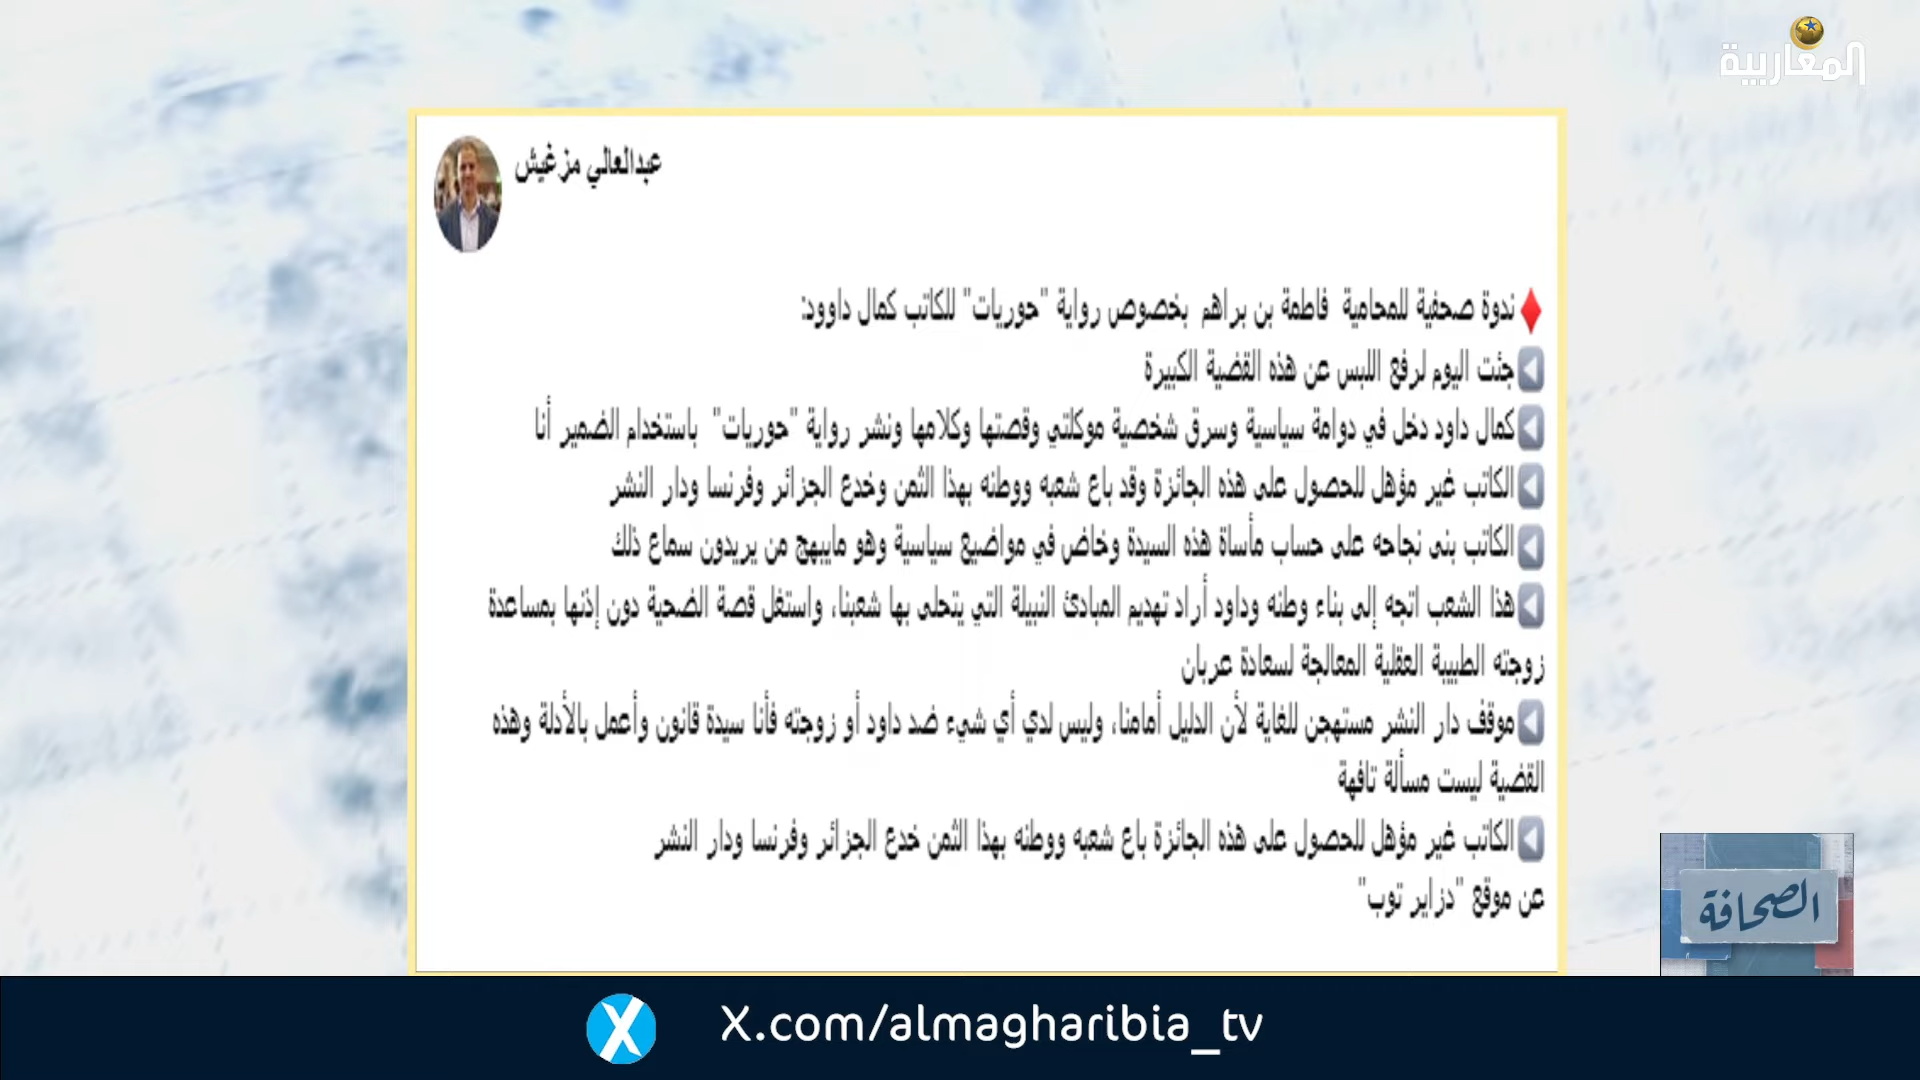 المغاربية
عبدالعالي مزغيش
ندوة صحفية للمحامية فاطمة بن براهم بخصوص رواية "حوريات" للكاتب كمال داوود:
جئت اليوم لرفع اللبس عن هذه القضية الكبيرة
كمال داود دخل في دوامة سياسية وسرق شخصية موكلتي وقصتها وكلامها ونشر رواية "حوريات" باستخدام الضمير أنا
الكاتب غير مؤهل للحصول على هذه الجائزة وقد باع شعبه ووطنه بهذا الثمن وخدع الجزائر وفرنسا ودار النشر
الكاتب بنى نجاحه على حساب مأساة هذه السيدة وخاض في مواضيع سياسية وهو مايبهج من يريدون سماع ذلك
هذا الشعب اتجه إلى بناء وطنه وداود أراد تهديم المبادئ النبيلة التي يتحلى بها شعبنا، واستغل قصة الضحية دون إذنها بمساعدة
زوجته الطبيبة العقلية المعالجة لسعادة عربان
موقف دار النشر مستهجن للغاية لأن الدليل أمامنا، وليس لدي أي شيء ضد داود أو زوجته فأنا سيدة قانون وأعمل بالأدلة وهذه
القضية ليست مسألة تافهة
الكاتب غير مؤهل للحصول على هذه الجائزة باع شعبه ووطنه بهذا الثمن خدع الجزائر وفرنسا ودار النشر
عن موقع "دزاير توب"
الصحافة
X.com/almagharibia_tv